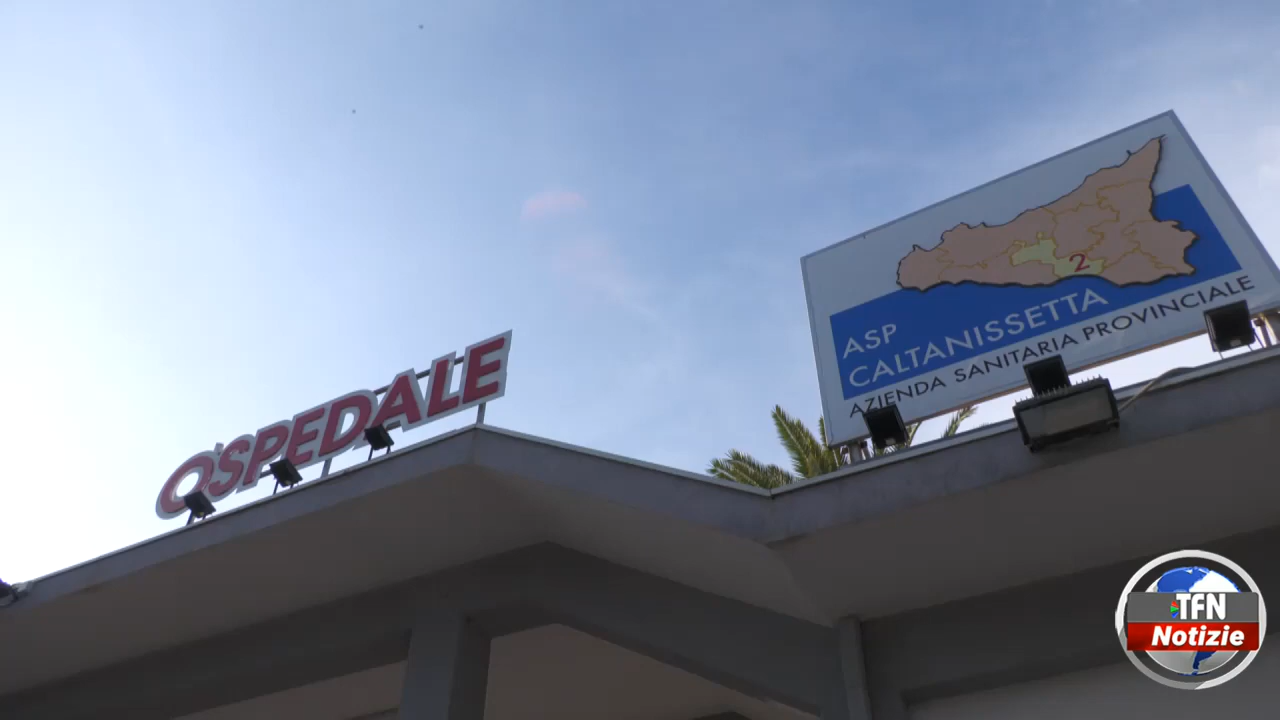 OSPEDALE
2
ASP
CALTANISSETTA
AZIENDA SANITARIA PROVINCIALE
TFN
Notizie